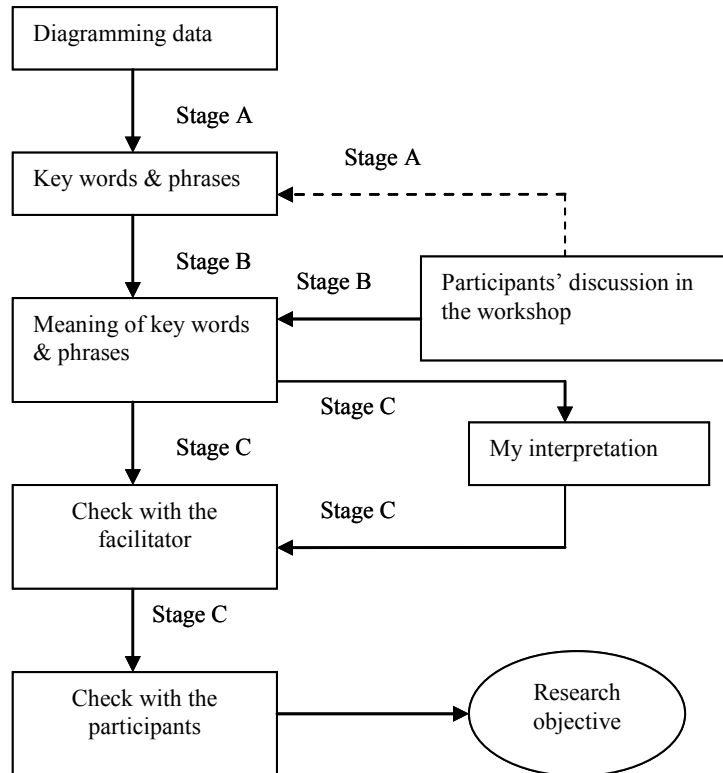 Diagramming data
Stage A
Stage A
Key words & phrases
Stage B
Stage B
Participants’ discussion in
the workshop
Meaning of key words
& phrases
Stage C
Stage C
My interpretation
Check with the
facilitator
Stage C
Stage C
Check with the
participants
Research
objective